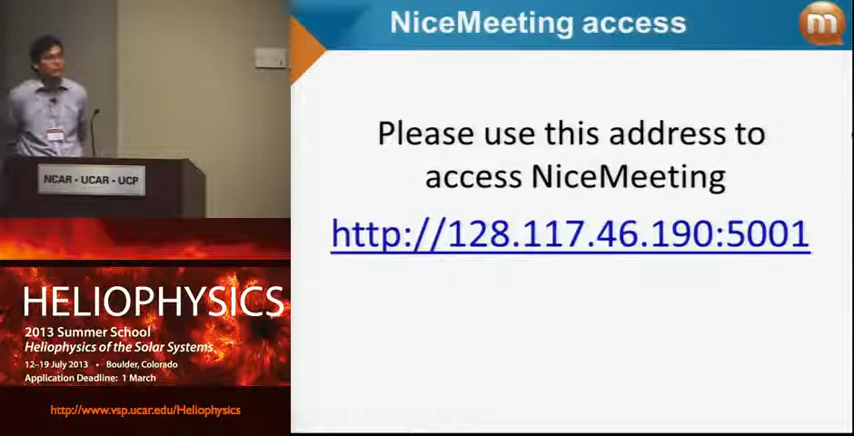 NiceMeeting access
m
Please use this address to
access NiceMeeting
http://128.117.46.190:5001
NCAR - UCAR - UCP
HELIOPHYSICS
2013 Summer School
Heliophysics of the Solar Systems
12–19 July 2013 • Boulder, Colorado
Application Deadline: 1 March
http://www.vsp.ucar.edu/Heliophysics